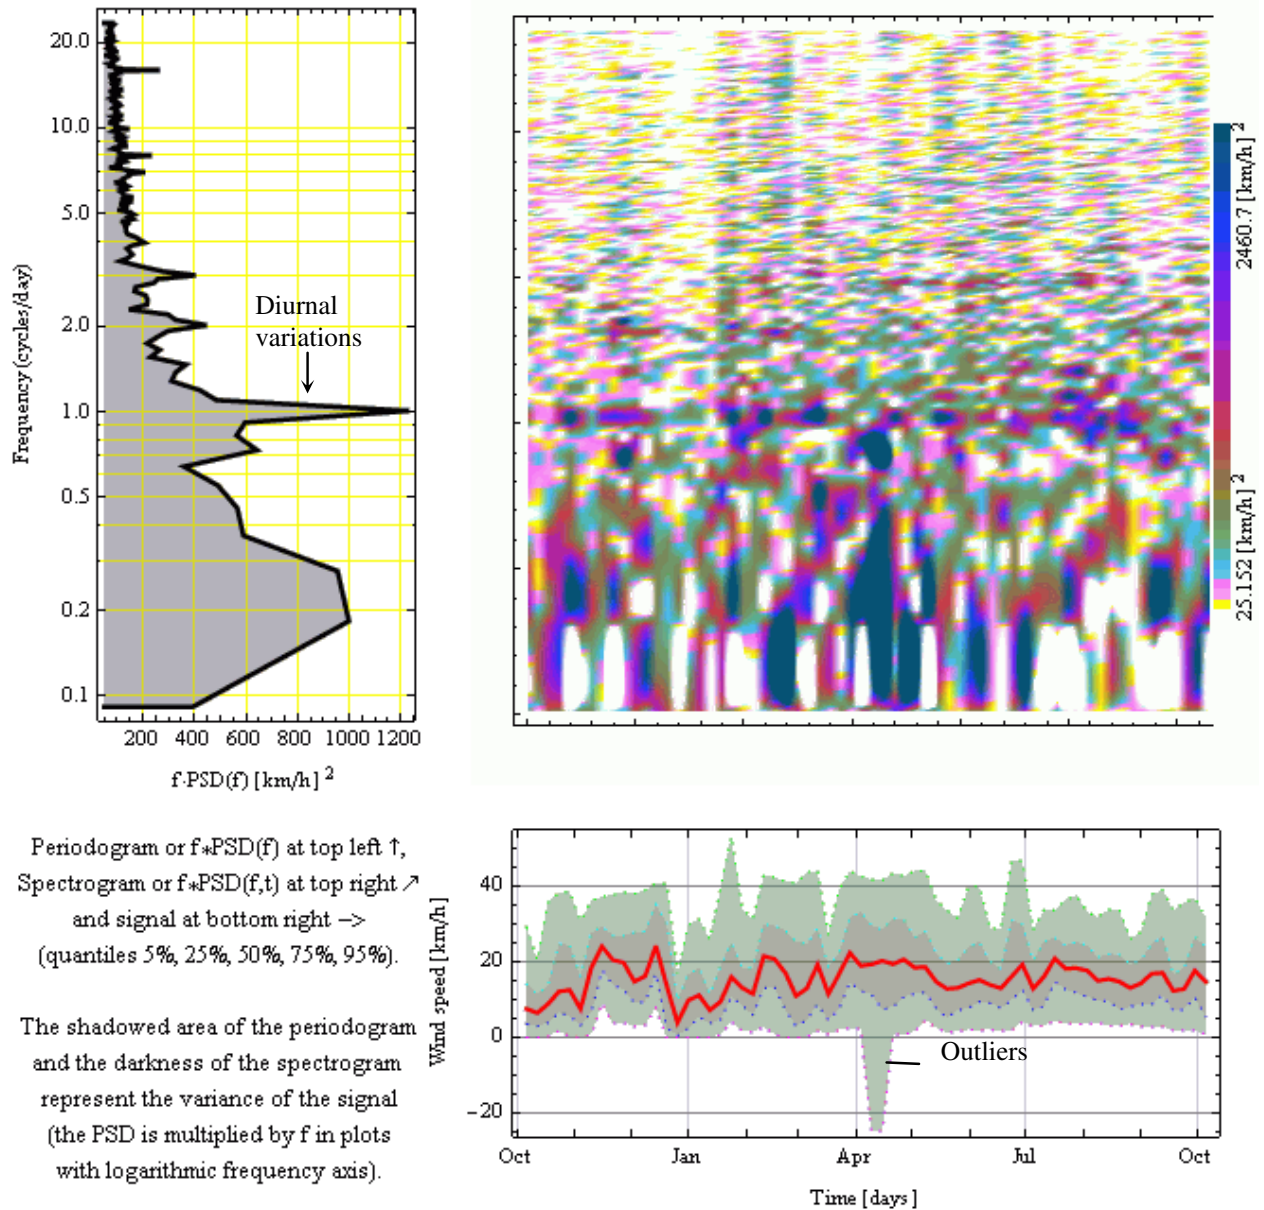 20.0
10.0
5.0
2.0
1.0
0.5
0.2
0.1
Frequency (cycles/day)
Diurnal
variations
200 400 600 800 1000 1200
f·PSD(f) [km/h] 2
2460.7 [km/h] 2
25.152 [km/h] 2
Periodogram or f*PSD(f) at top left ↑,
Spectrogram or f*PSD(f,t) at top right ↗
and signal at bottom right −>
(quantiles 5%, 25%, 50%, 75%, 95%).
The shadowed area of the periodogram
and the darkness of the spectrogram
represent the variance of the signal
(the PSD is multiplied by f in plots
with logarithmic frequency axis).
Wind speed [km/h]
40
20
0
−20
Outliers
Oct Jan Apr Jul Oct
Time [days]